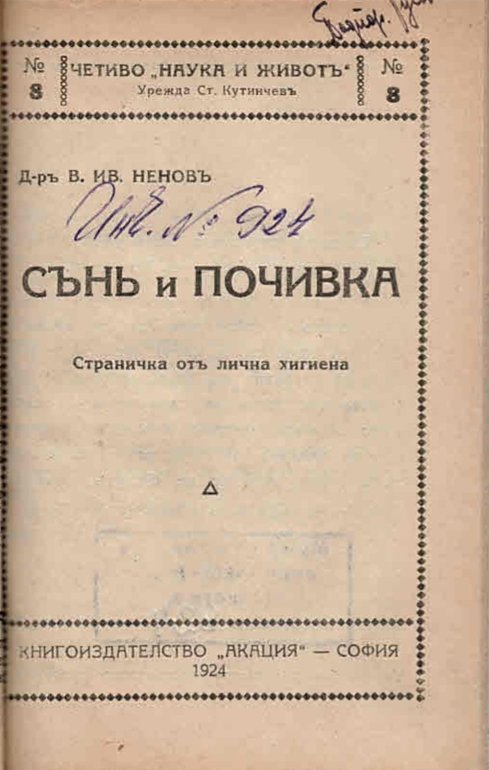 № 8 ЧЕТИВО „НАУКА И ЖИВОТЪ“ № 8
Урежда Ст. Кутинчевъ
Д-ръ В. ИВ. НЕНОВЪ
Инв. № 924
СЪНЬ и ПОЧИВКА
Страничка отъ лична хигиена
КНИГОИЗДАТЕЛСТВО „АКАЦИЯ“ — СОФИЯ
1924